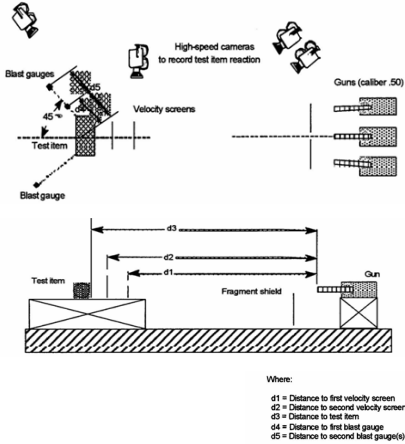 High-speed cameras
to record test item reaction
Blast gauges
d5
d4
45 °
Guns (caliber .50)
Velocity screens
Test item
Blast gauge
d3
d2
d1
Test item
Gun
Fragment shield
Where:
d1 = Distance to first velocity screen
d2 = Distance to second velocity screen
d3 = Distance to test item
d4 = Distance to first blast gauge
d5 = Distance to second blast gauge(s)